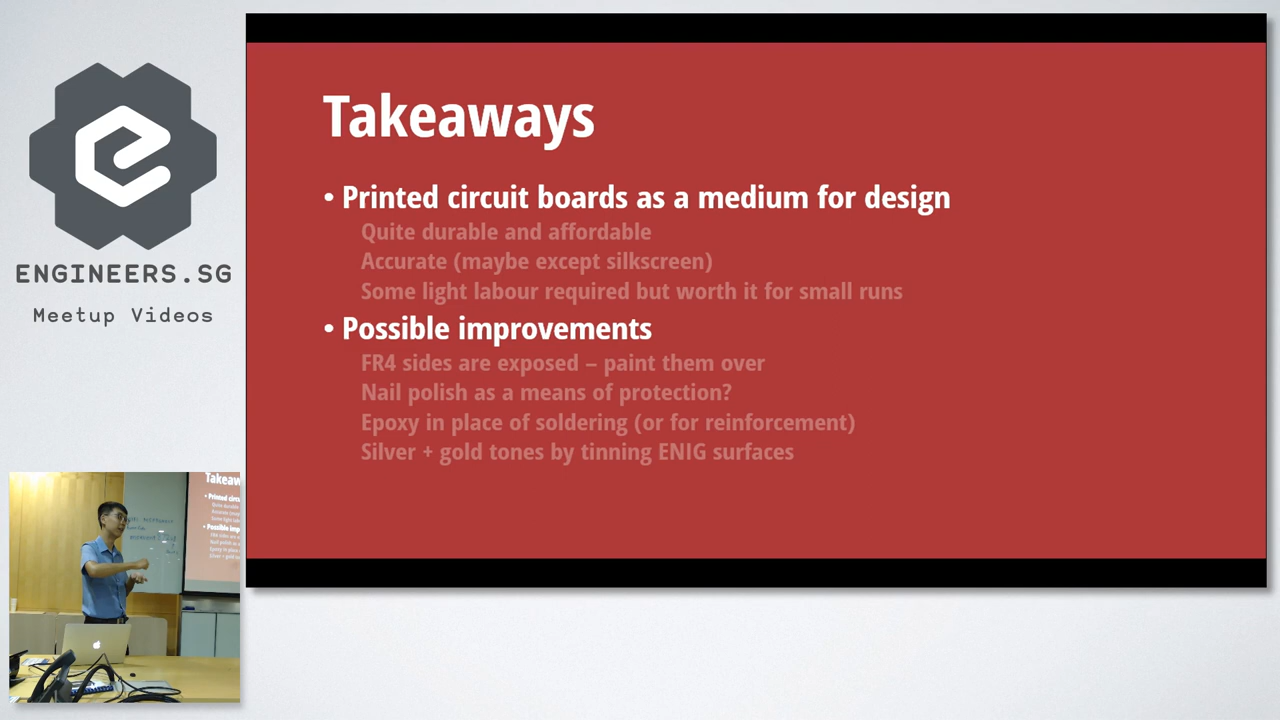 ENGINEERS.SG
Meetup Videos
Takeaways
• Printed circuit boards as a medium for design
Quite durable and affordable
Accurate (maybe except silkscreen)
Some light labour required but worth it for small runs
• Possible improvements
FR4 sides are exposed – paint them over
Nail polish as a means of protection?
Epoxy in place of soldering (or for reinforcement)
Silver + gold tones by tinning ENIG surfaces